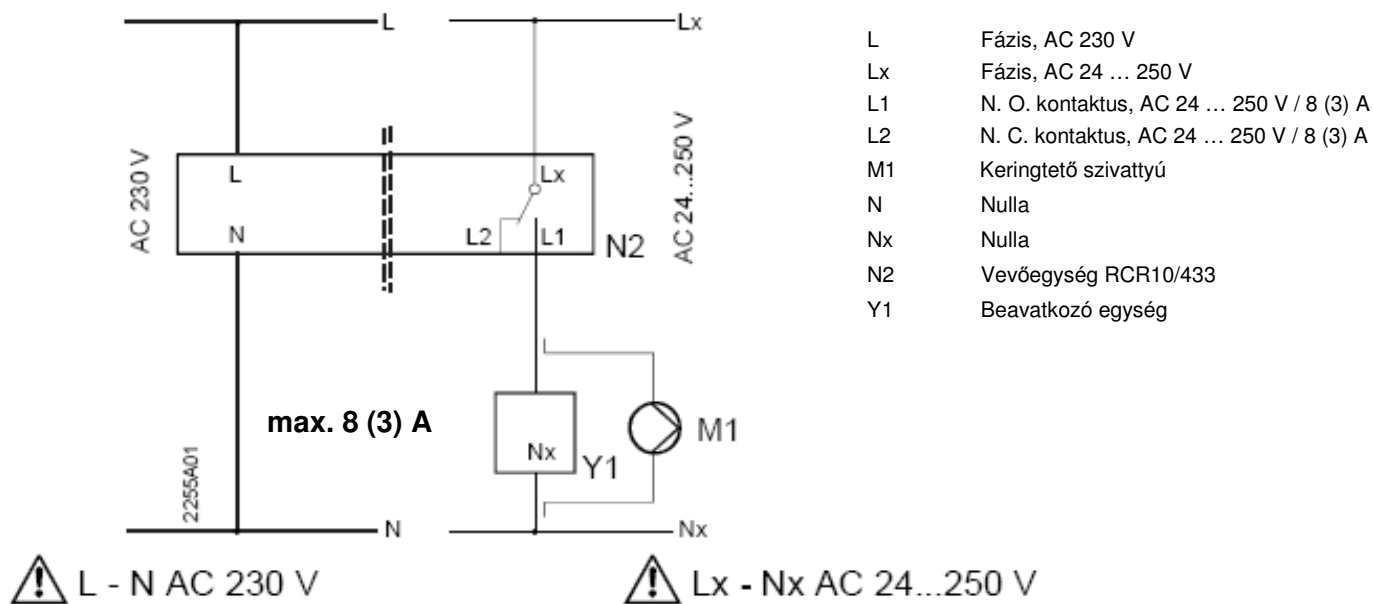 L
Lx
AC 230 V
L
N
Lx
L2
L1
N2
AC 24...250 V
max. 8 (3) A
Nx
Y1
M1
2255A01
N
Nx
L - N AC 230 V
Lx - Nx AC 24...250 V
L Fázis, AC 230 V
Lx Fázis, AC 24 … 250 V
L1 N. O. kontaktus, AC 24 … 250 V / 8 (3) A
L2 N. C. kontaktus, AC 24 … 250 V / 8 (3) A
M1 Keringtető szivattyú
N Nulla
Nx Nulla
N2 Vevőegység RCR10/433
Y1 Beavatkozó egység